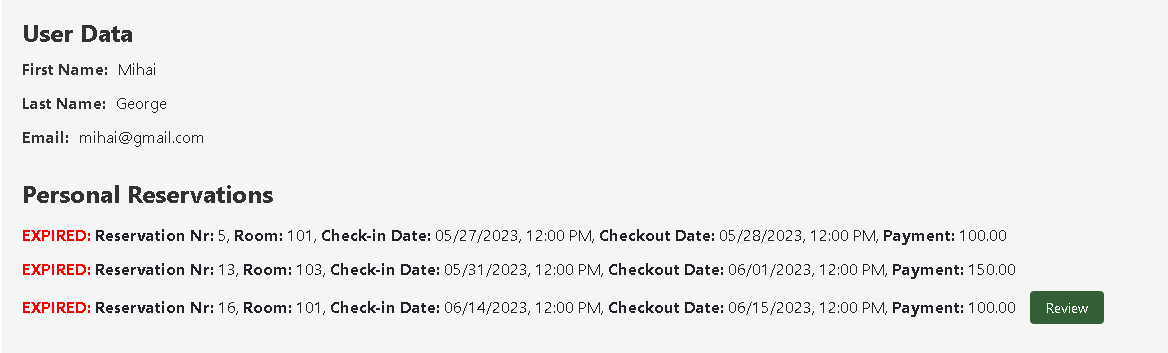 User Data
First Name: Mihai
Last Name: George
Email: mihai@gmail.com
Personal Reservations
EXPIRED: Reservation Nr: 5, Room: 101, Check-in Date: 05/27/2023, 12:00 PM, Checkout Date: 05/28/2023, 12:00 PM, Payment: 100.00
EXPIRED: Reservation Nr: 13, Room: 103, Check-in Date: 05/31/2023, 12:00 PM, Checkout Date: 06/01/2023, 12:00 PM, Payment: 150.00
EXPIRED: Reservation Nr: 16, Room: 101, Check-in Date: 06/14/2023, 12:00 PM, Checkout Date: 06/15/2023, 12:00 PM, Payment: 100.00 Review